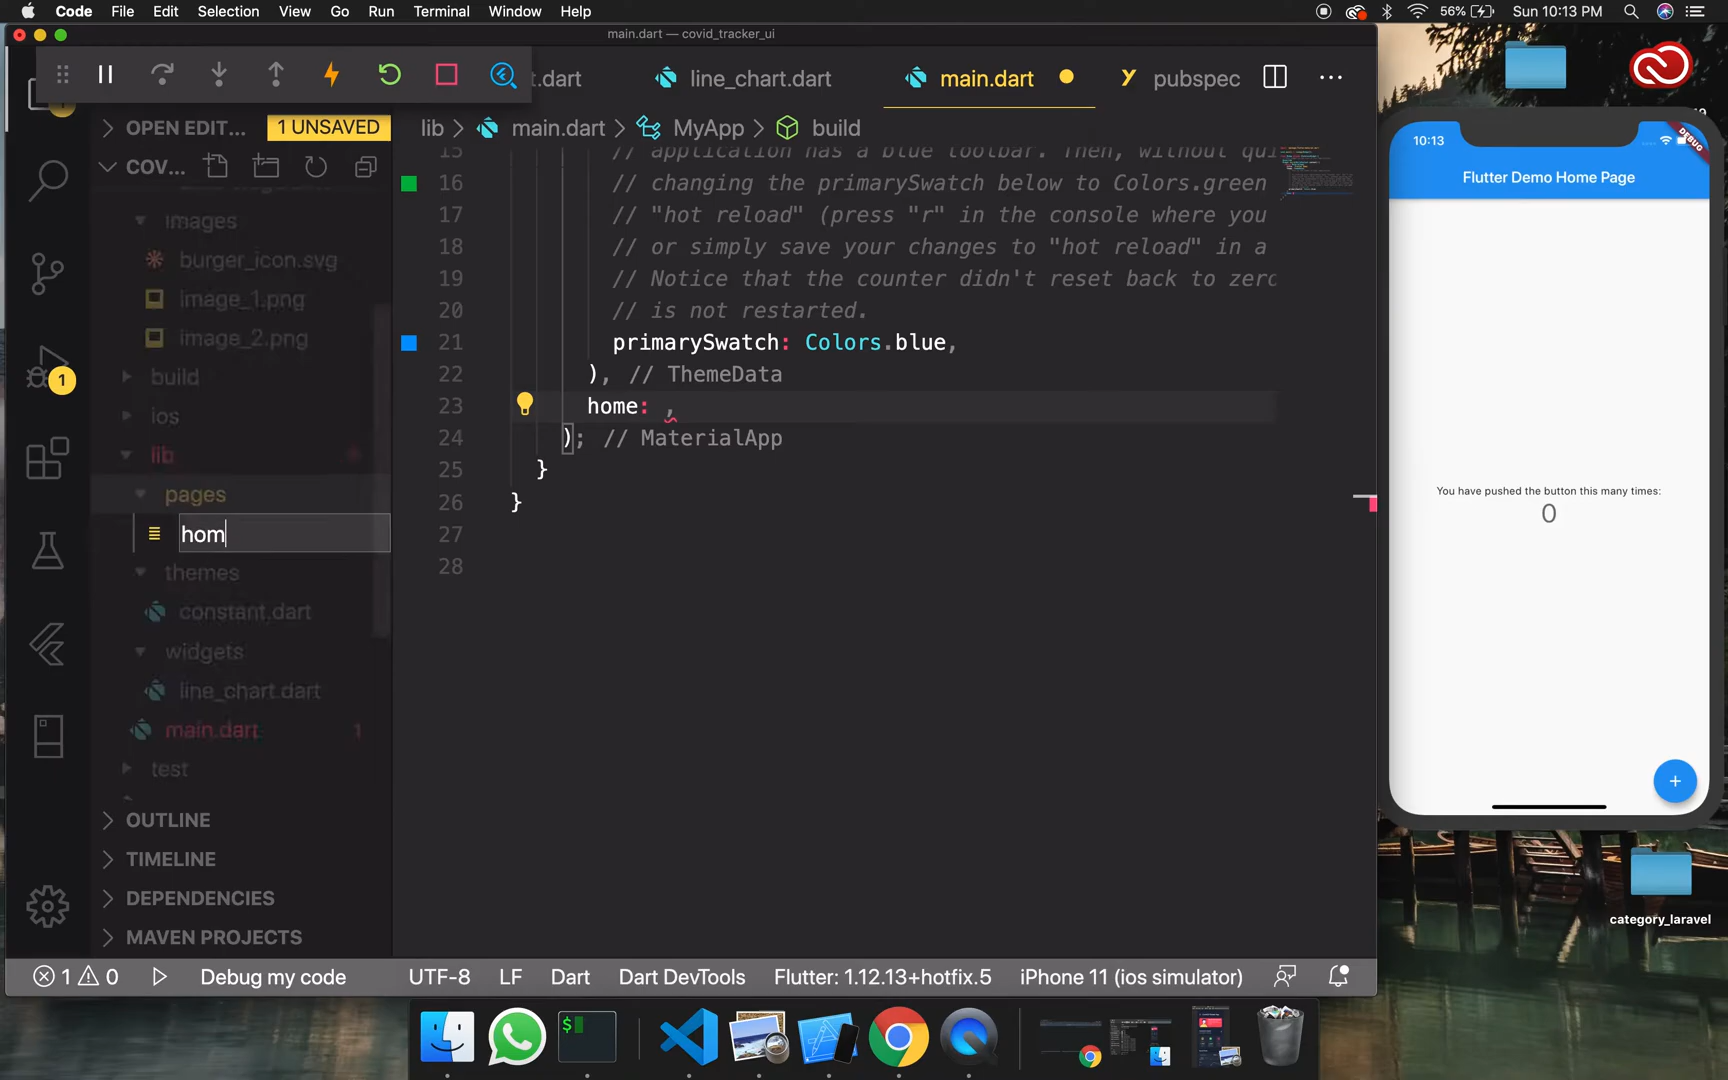 Code File Edit Selection View Go Run Terminal Window Help 56% Sun 10:13 PM
main.dart — covid_tracker_ui
t.dart line_chart.dart main.dart pubspec
OPEN EDIT... 1 UNSAVED
lib > main.dart > MyApp > build
COV...
images
burger_icon.svg
image_1.png
image_2.png
build
ios
lib
pages
hom
themes
constant.dart
widgets
line_chart.dart
main.dart 1
test
OUTLINE
TIMELINE
DEPENDENCIES
MAVEN PROJECTS
1
15 // application has a blue toolbar. Then, without qui
16 // changing the primarySwatch below to Colors.green
17 // "hot reload" (press "r" in the console where you
18 // or simply save your changes to "hot reload" in a
19 // Notice that the counter didn't reset back to zero
20 // is not restarted.
21 primarySwatch: Colors.blue,
22 ), // ThemeData
23 home: ,
24 ); // MaterialApp
25 }
26 }
27
28
1 0 Debug my code UTF-8 LF Dart Dart DevTools Flutter: 1.12.13+hotfix.5 iPhone 11 (ios simulator)
10:13
DEBUG
Flutter Demo Home Page
You have pushed the button this many times:
0
+
category_laravel
$